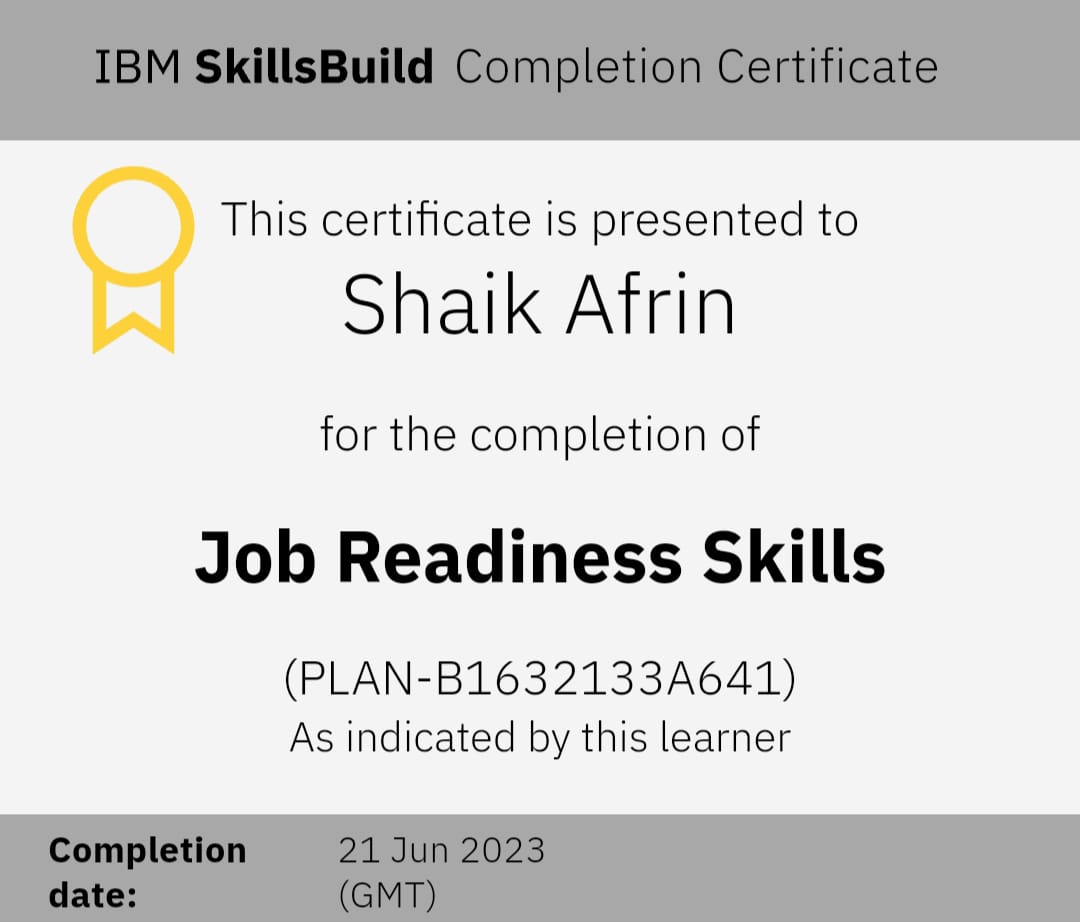 IBM SkillsBuild Completion Certificate
This certificate is presented to
Shaik Afrin
for the completion of
Job Readiness Skills
(PLAN-B1632133A641)
As indicated by this learner
Completion date: 21 Jun 2023 (GMT)